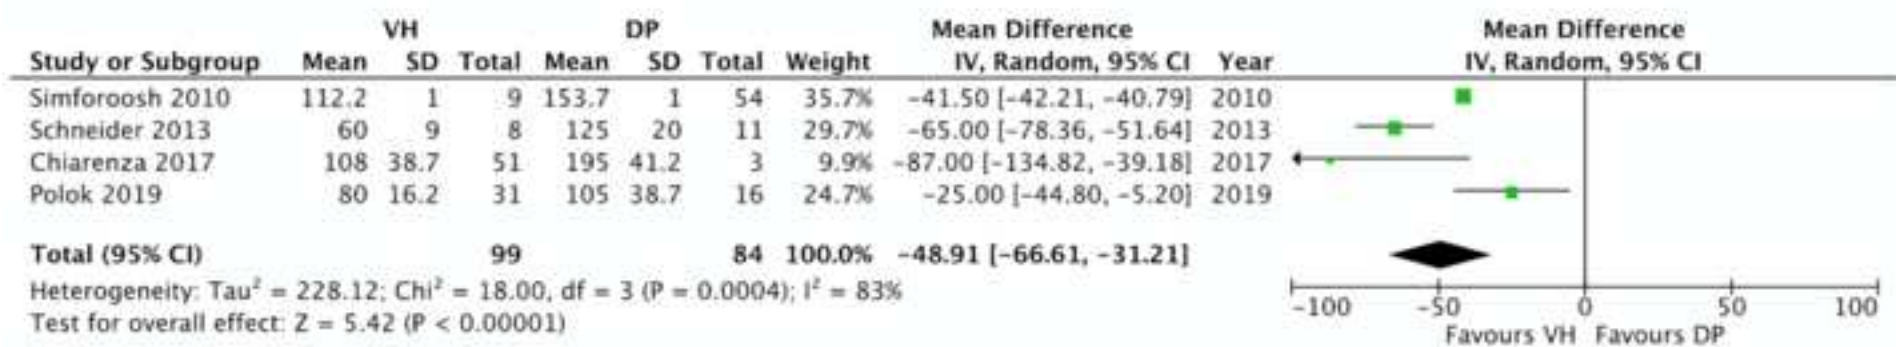 VH DP Mean Difference Mean Difference
Study or Subgroup Mean SD Total Mean SD Total Weight IV, Random, 95% CI Year IV, Random, 95% CI
Simforoosh 2010 112.2 1 9 153.7 1 54 35.7% −41.50 [−42.21, −40.79] 2010
Schneider 2013 60 9 8 125 20 11 29.7% −65.00 [−78.36, −51.64] 2013
Chiarenza 2017 108 38.7 51 195 41.2 3 9.9% −87.00 [−134.82, −39.18] 2017
Polok 2019 80 16.2 31 105 38.7 16 24.7% −25.00 [−44.80, −5.20] 2019
Total (95% CI) 99 84 100.0% −48.91 [−66.61, −31.21]
Heterogeneity: Tau² = 228.12; Chi² = 18.00, df = 3 (P = 0.0004); I² = 83%
Test for overall effect: Z = 5.42 (P < 0.00001)
−100 −50 0 50 100
Favours VH Favours DP